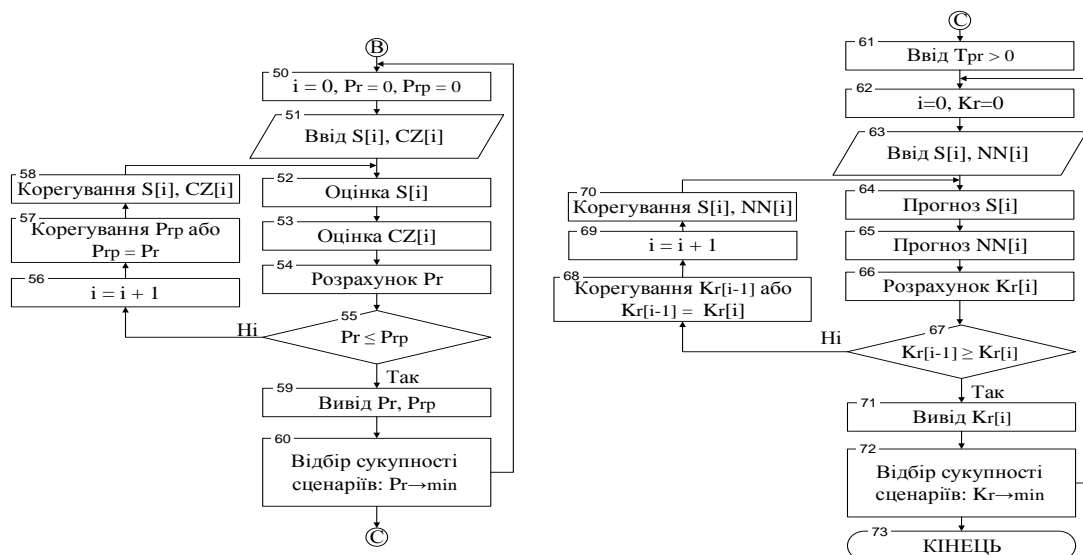 B
50
i = 0, Pr = 0, Prp = 0
51
Ввід S[i], CZ[i]
58
Корегування S[i], CZ[i]
52
Оцінка S[i]
57
Корегування Prp або
Prp = Pr
53
Оцінка CZ[i]
56
i = i + 1
54
Розрахунок Pr
55
Ні
Pr ≤ Prp
Так
59
Вивід Pr, Prp
60
Відбір сукупності
сценаріїв: Pr→min
C
C
61
Ввід Tpr > 0
62
i=0, Kr=0
63
Ввід S[i], NN[i]
70
Корегування S[i], NN[i]
64
Прогноз S[i]
69
i = i + 1
65
Прогноз NN[i]
68
Корегування Kr[i-1] або
Kr[i-1] = Kr[i]
66
Розрахунок Kr[i]
67
Ні
Kr[i-1] ≥ Kr[i]
Так
71
Вивід Kr[i]
72
Відбір сукупності
сценаріїв: Kr→min
73
КІНЕЦЬ